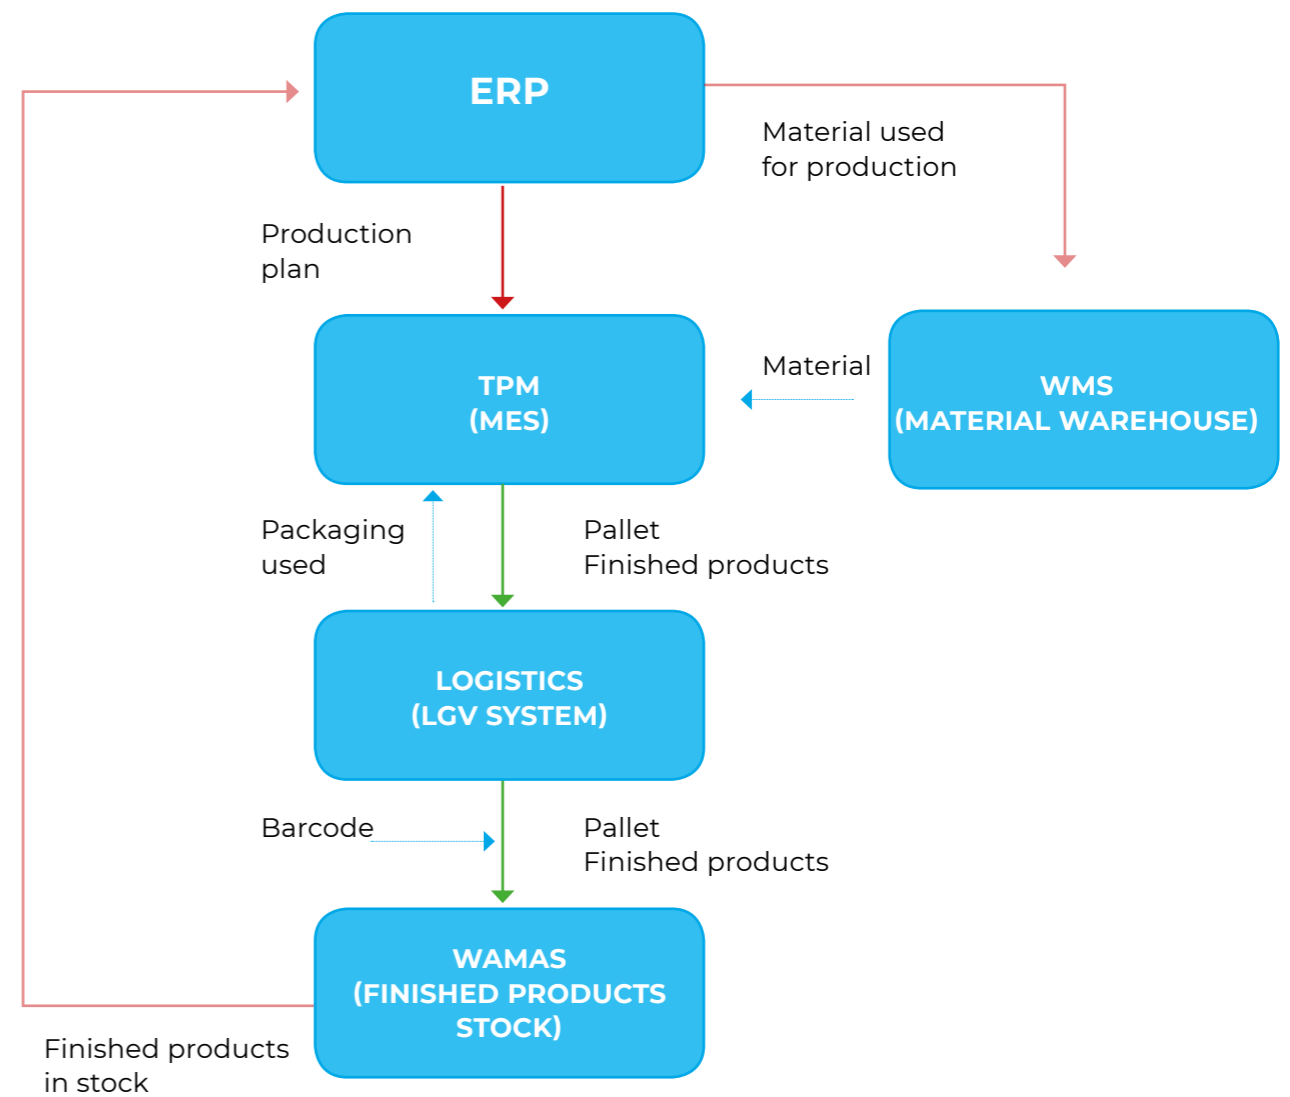 ERP
Material used
for production
Production
plan
TPM
(MES)
Material
WMS
(MATERIAL WAREHOUSE)
Packaging
used
Pallet
Finished products
LOGISTICS
(LGV SYSTEM)
Barcode
Pallet
Finished products
WAMAS
(FINISHED PRODUCTS
STOCK)
Finished products
in stock